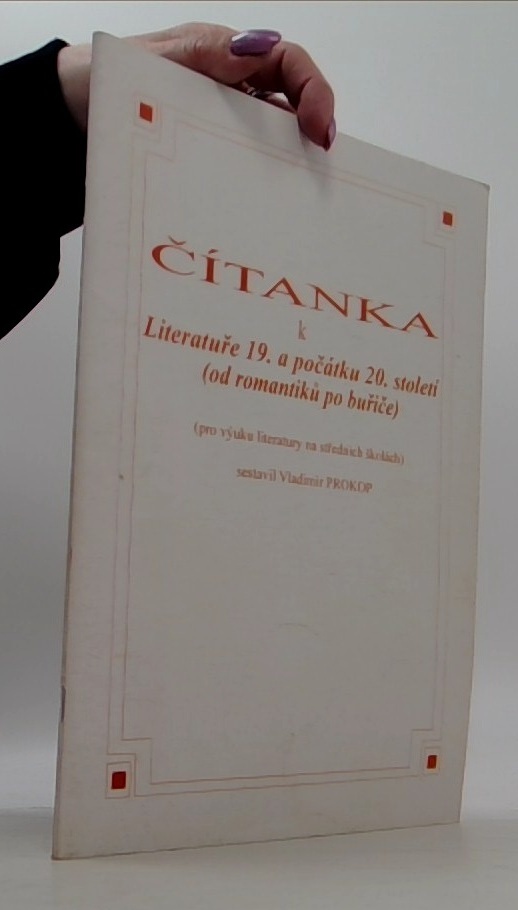 ČÍTANKA
k
Literatuře 19. a počátku 20. století
(od romantiků po buřiče)
(pro výuku literatury na středních školách)
sestavil Vladimír PROKOP